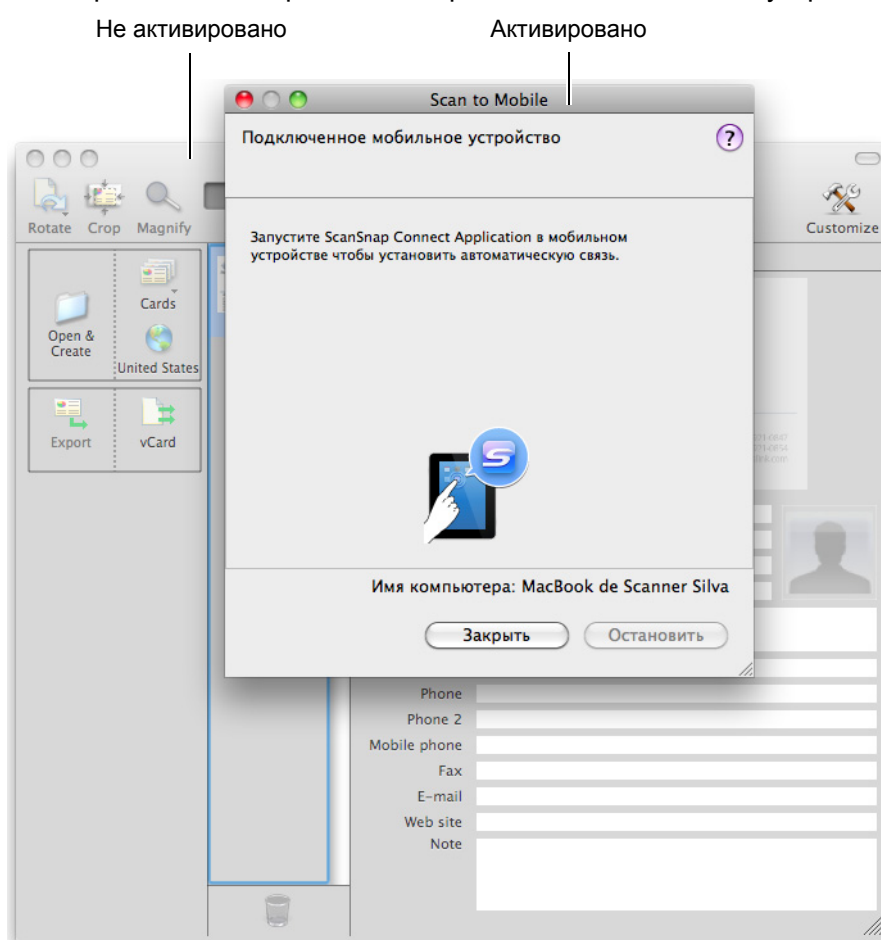 Не активировано Активировано
Scan to Mobile
Подключенное мобильное устройство ?
Rotate Crop Magnify Customize
Запустите ScanSnap Connect Application в мобильном
устройстве чтобы установить автоматическую связь.
Cards
Open &
Create
United States
Export vCard
S
Имя компьютера: MacBook de Scanner Silva
Закрыть Остановить
Phone
Phone 2
Mobile phone
Fax
E-mail
Web site
Note